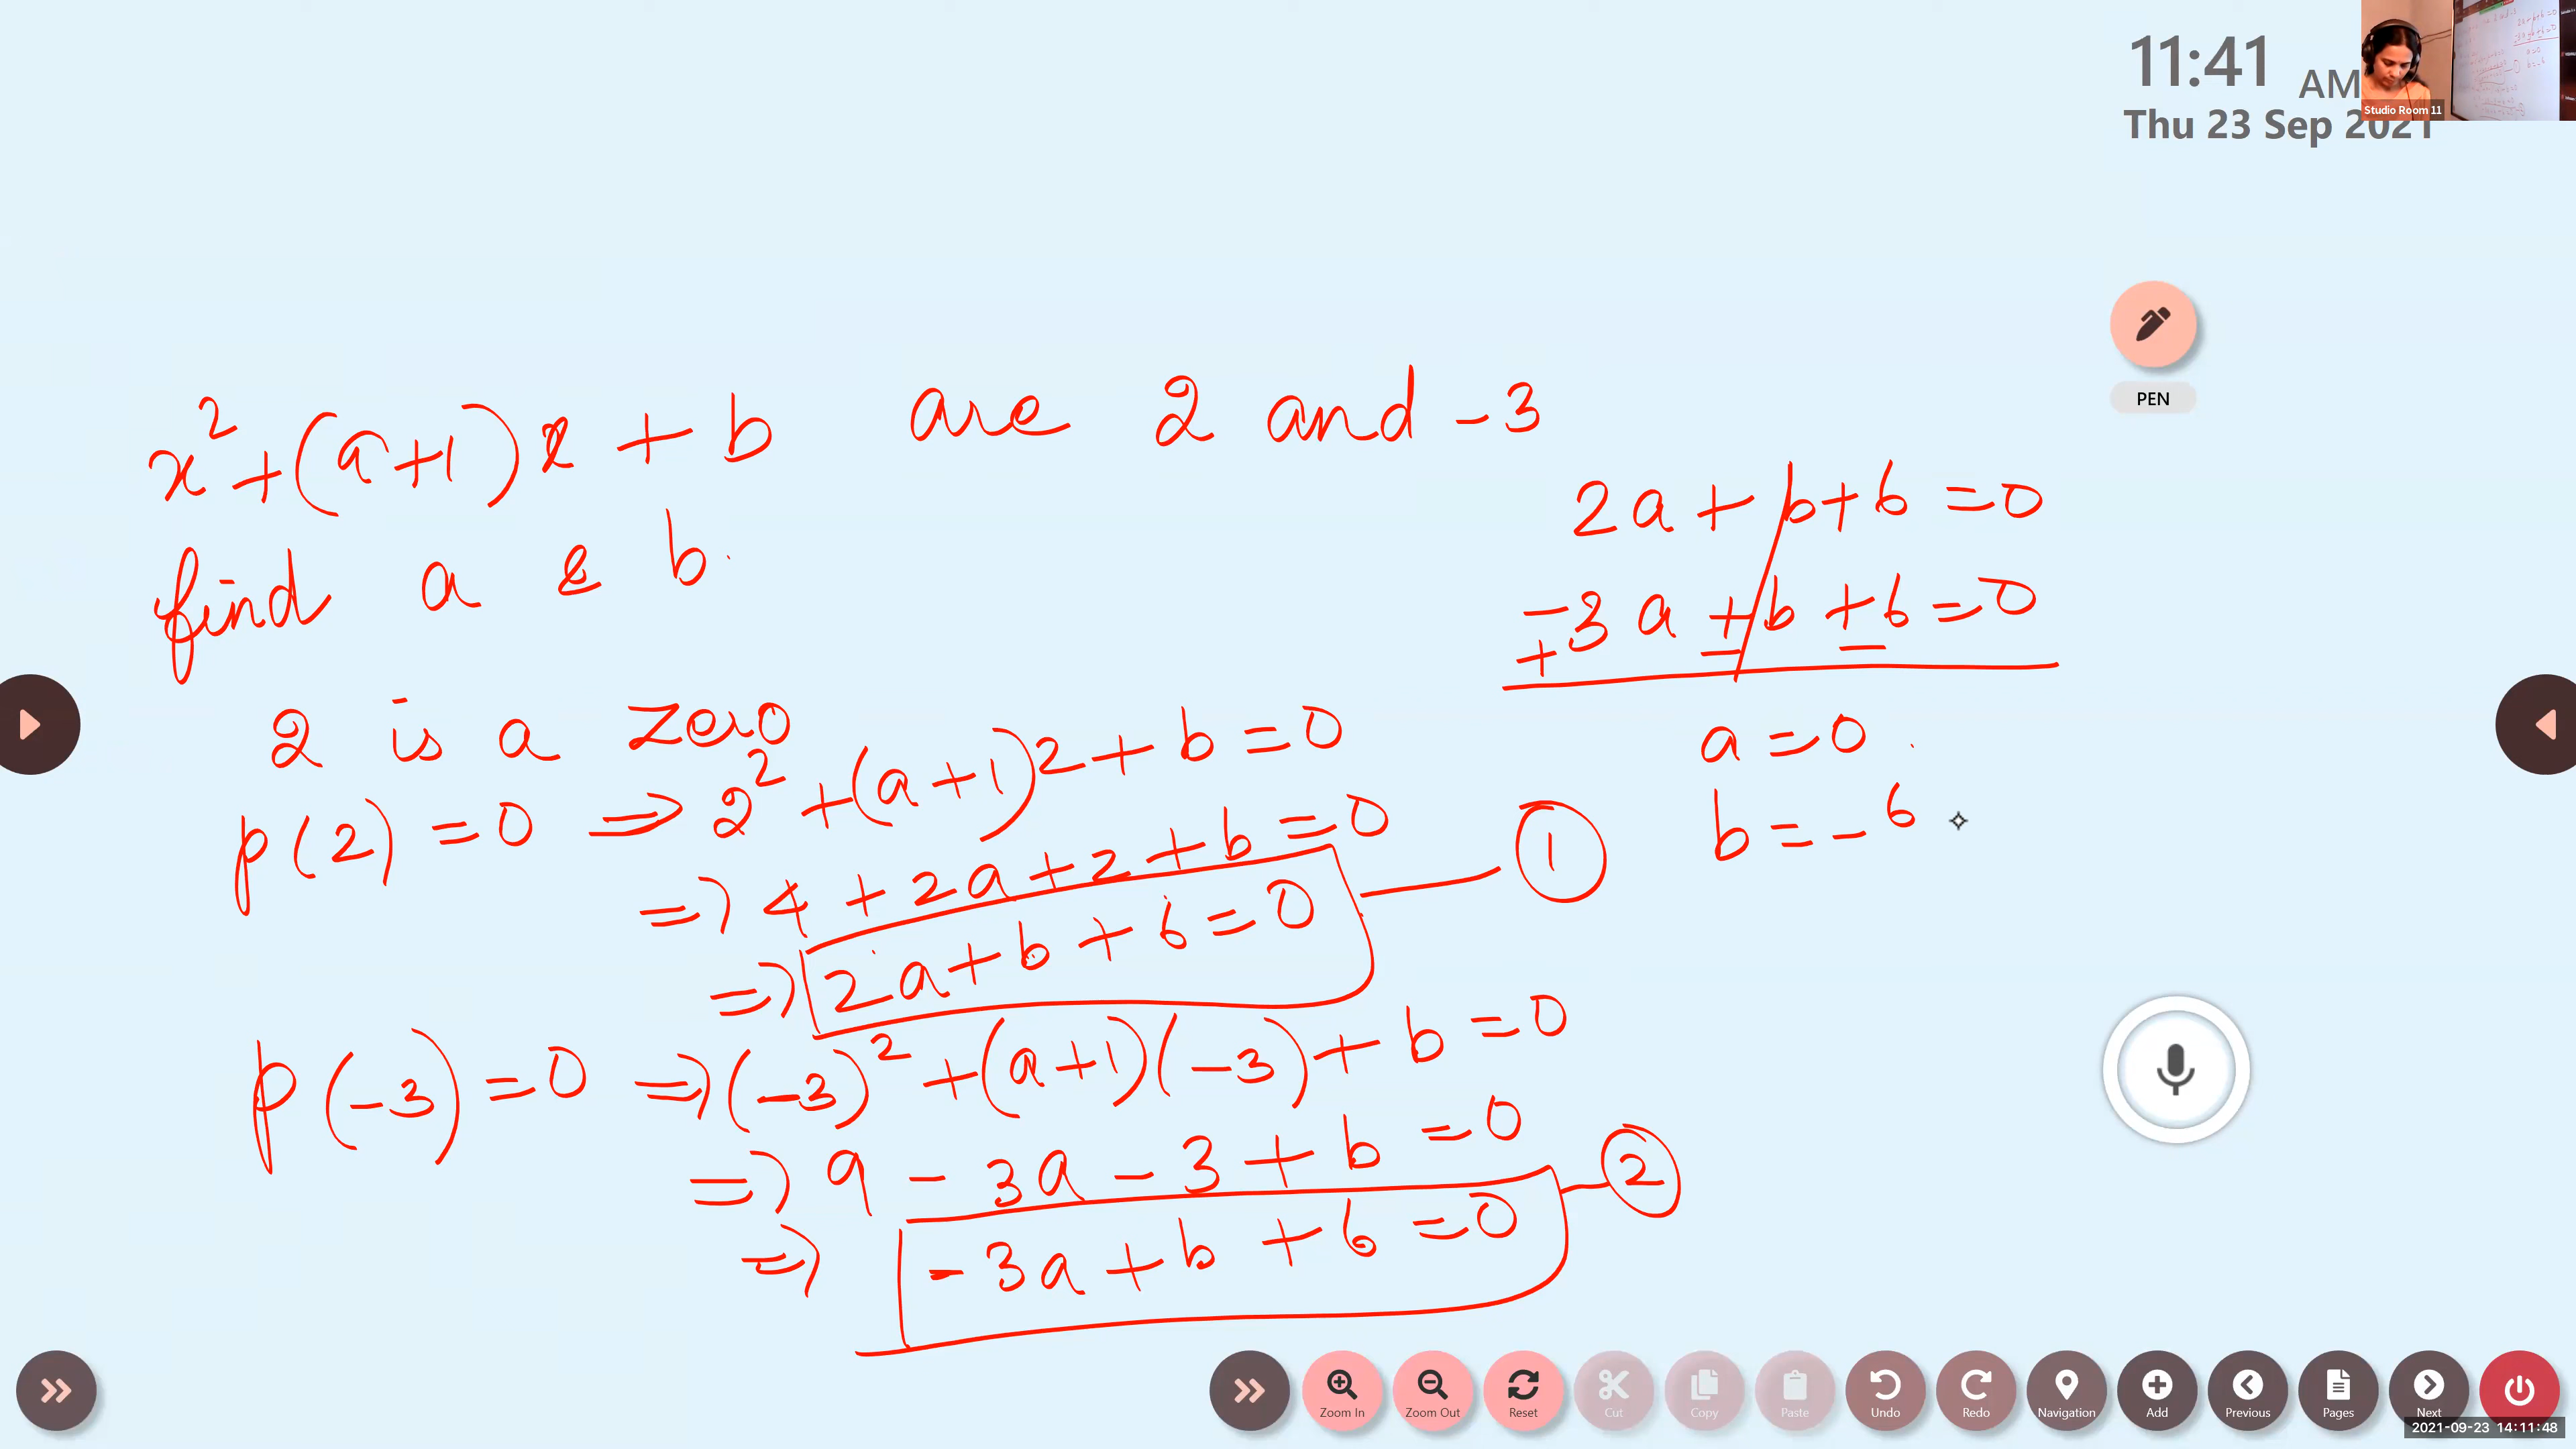 11:41 AM
Thu 23 Sep 2021
Studio Room 11
PEN
x² + (a+1)x + b are 2 and -3
find a & b.
2 is a zero
p(2) = 0 ⇒ 2² + (a+1)2 + b = 0
⇒ 4 + 2a + 2 + b = 0
⇒ 2a + b + 6 = 0 — ①
p(-3) = 0 ⇒ (-3)² + (a+1)(-3) + b = 0
⇒ 9 - 3a - 3 + b = 0
⇒ -3a + b + 6 = 0 — ②
2a + b + 6 = 0
-3a + b + 6 = 0
+ - -
a = 0.
b = -6
Zoom In Zoom Out Reset Cut Copy Paste Undo Redo Navigation Add Previous Pages Next
2021-09-23 14:11:48